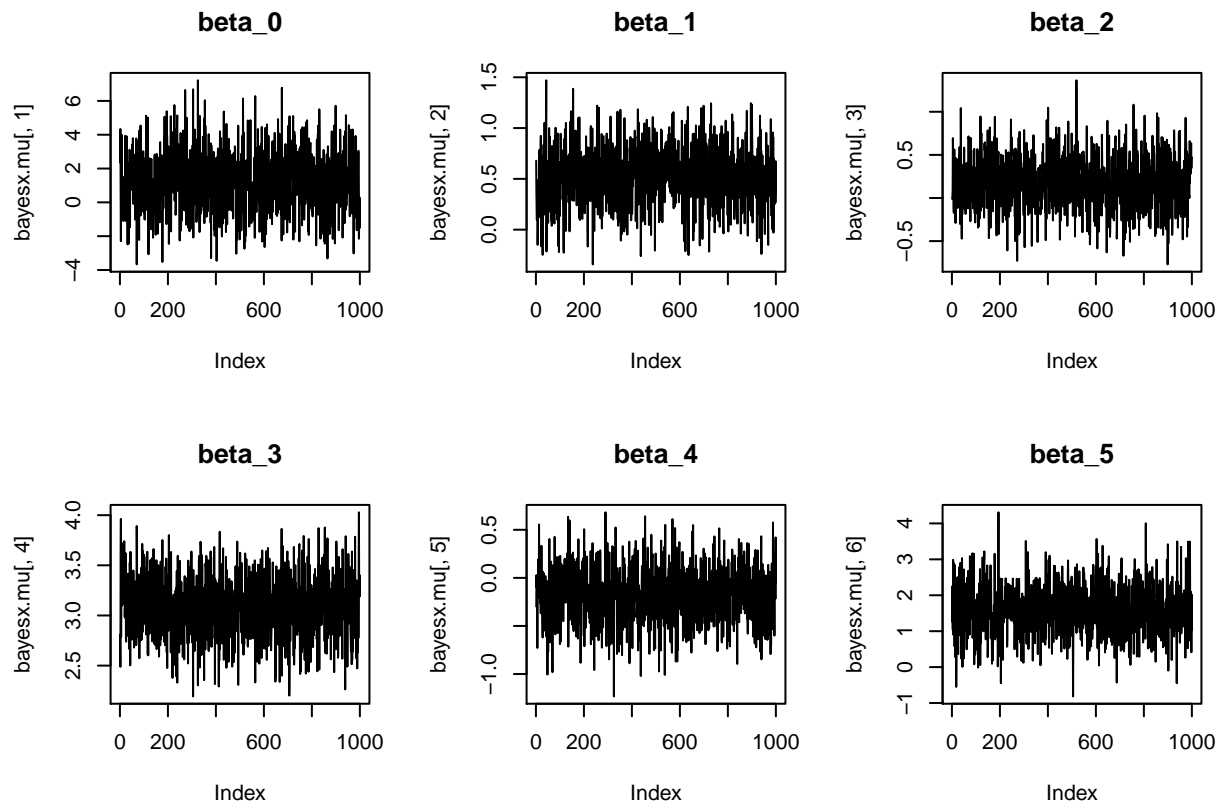 beta_0
bayesx.mu[, 1]
−4 0 2 4 6
0 200 600 1000
Index
beta_1
bayesx.mu[, 2]
0.0 0.5 1.0 1.5
0 200 600 1000
Index
beta_2
bayesx.mu[, 3]
−0.5 0.5
0 200 600 1000
Index
beta_3
bayesx.mu[, 4]
2.5 3.0 3.5 4.0
0 200 600 1000
Index
beta_4
bayesx.mu[, 5]
−1.0 0.0 0.5
0 200 600 1000
Index
beta_5
bayesx.mu[, 6]
−1 0 1 2 3 4
0 200 600 1000
Index